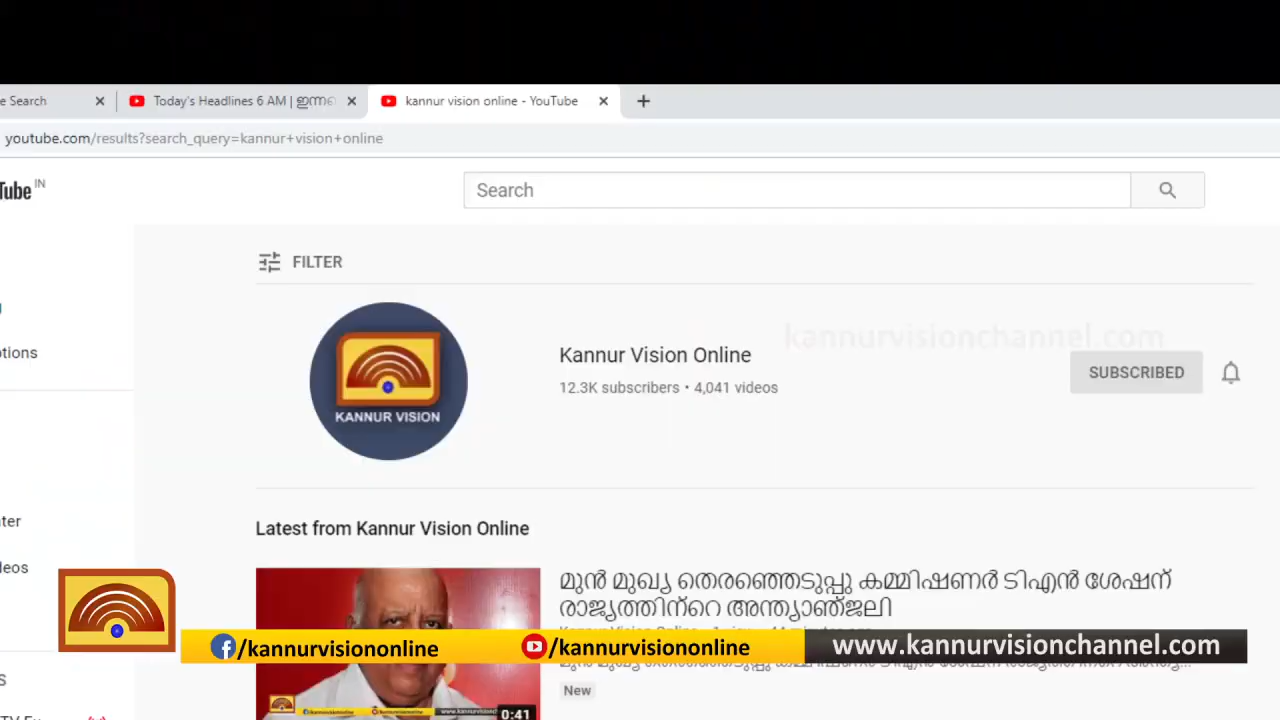 e Search
Today's Headlines 6 AM | ഇന്നെ
kannur vision online - YouTube
youtube.com/results?search_query=kannur+vision+online
Tube IN
Search
FILTER
kannurvisionchannel.com
Kannur Vision Online
12.3K subscribers • 4,041 videos
SUBSCRIBED
KANNUR VISION
ptions
Latest from Kannur Vision Online
ter
മുൻ മുഖ്യ തെരഞ്ഞെടുപ്പു കമ്മിഷണർ ടിഎൻ ശേഷന്
രാജ്യത്തിന്റെ അന്ത്യാഞ്ജലി
eos
/kannurvisiononline
/kannurvisiononline
www.kannurvisionchannel.com
New
0:41